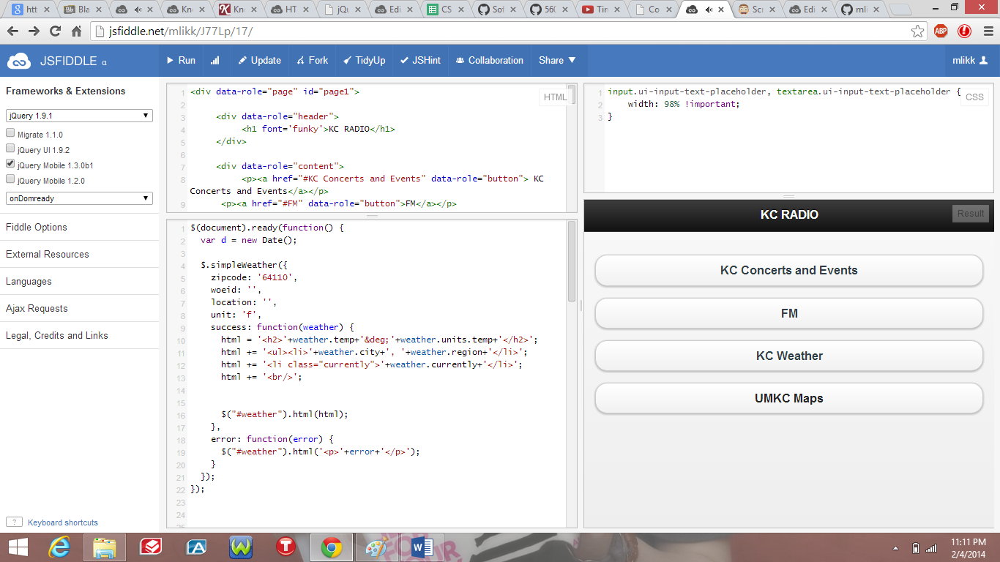 htt
Bla
Kn
Kn
HT
jQ
Edi
CS
Sof
560
Tin
Co
Scr
Edi
mli
jsfiddle.net/mlikk/J77Lp/17/
ABP
JSFIDDLE α
Run
Update
Fork
TidyUp
JSHint
Collaboration
Share
mlikk
Frameworks & Extensions
jQuery 1.9.1
Migrate 1.1.0
jQuery UI 1.9.2
jQuery Mobile 1.3.0b1
jQuery Mobile 1.2.0
onDomready
Fiddle Options
External Resources
Languages
Ajax Requests
Legal, Credits and Links
? Keyboard shortcuts
HTML
1 <div data-role="page" id="page1">
2
3 <div data-role="header">
4 <h1 font='funky'>KC RADIO</h1>
5 </div>
6
7 <div data-role="content">
8 <p><a href="#KC Concerts and Events" data-role="button"> KC
Concerts and Events</a></p>
9 <p><a href="#FM" data-role="button">FM</a></p>
1 $(document).ready(function() {
2 var d = new Date();
3
4 $.simpleWeather({
5 zipcode: '64110',
6 woeid: '',
7 location: '',
8 unit: 'f',
9 success: function(weather) {
10 html = '<h2>'+weather.temp+'&deg;'+weather.units.temp+'</h2>';
11 html += '<ul><li>'+weather.city+', '+weather.region+'</li>';
12 html += '<li class="currently">'+weather.currently+'</li>';
13 html += '<br/>';
14
15
16 $("#weather").html(html);
17 },
18 error: function(error) {
19 $("#weather").html('<p>'+error+'</p>');
20 }
21 });
22 });
23
24
CSS
1 input.ui-input-text-placeholder, textarea.ui-input-text-placeholder {
2 width: 98% !important;
3 }
KC RADIO
Result
KC Concerts and Events
FM
KC Weather
UMKC Maps
11:11 PM
2/4/2014